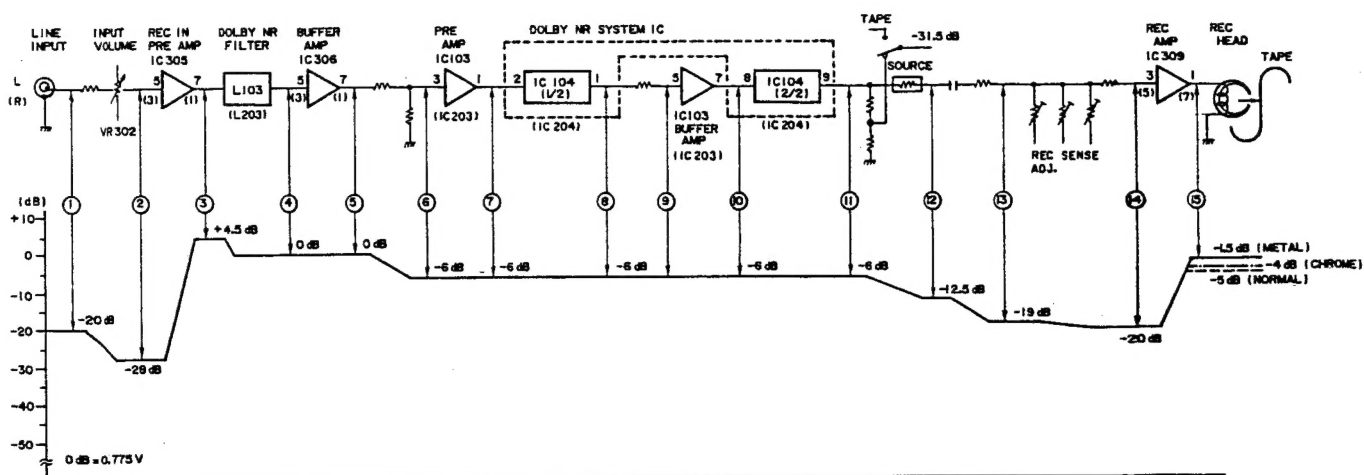 LINE INPUT
INPUT VOLUME
REC IN PRE AMP IC305
DOLBY NR FILTER
BUFFER AMP IC306
PRE AMP IC103
DOLBY NR SYSTEM IC
TAPE
-31.5 dB
SOURCE
REC AMP IC309
REC HEAD
TAPE
L
(R)
VR302
5
(3)
7
(1)
L103
(L203)
5
(3)
7
(1)
3
1
(IC203)
2
IC 104
(1/2)
1
(IC204)
5
7
IC103
BUFFER
AMP
(IC203)
8
IC104
(2/2)
9
(IC204)
REC SENSE
ADJ.
3
(5)
1
(7)
(dB)
1
2
3
4
5
6
7
8
9
10
11
12
13
14
15
+10
0
-10
-20
-30
-40
-50
-20 dB
-28 dB
+4.5 dB
0 dB
0 dB
-6 dB
-6 dB
-6 dB
-6 dB
-6 dB
-12.5 dB
-19 dB
-20 dB
-1.5 dB (METAL)
-4 dB (CHROME)
-5 dB (NORMAL)
0 dB = 0.775 V